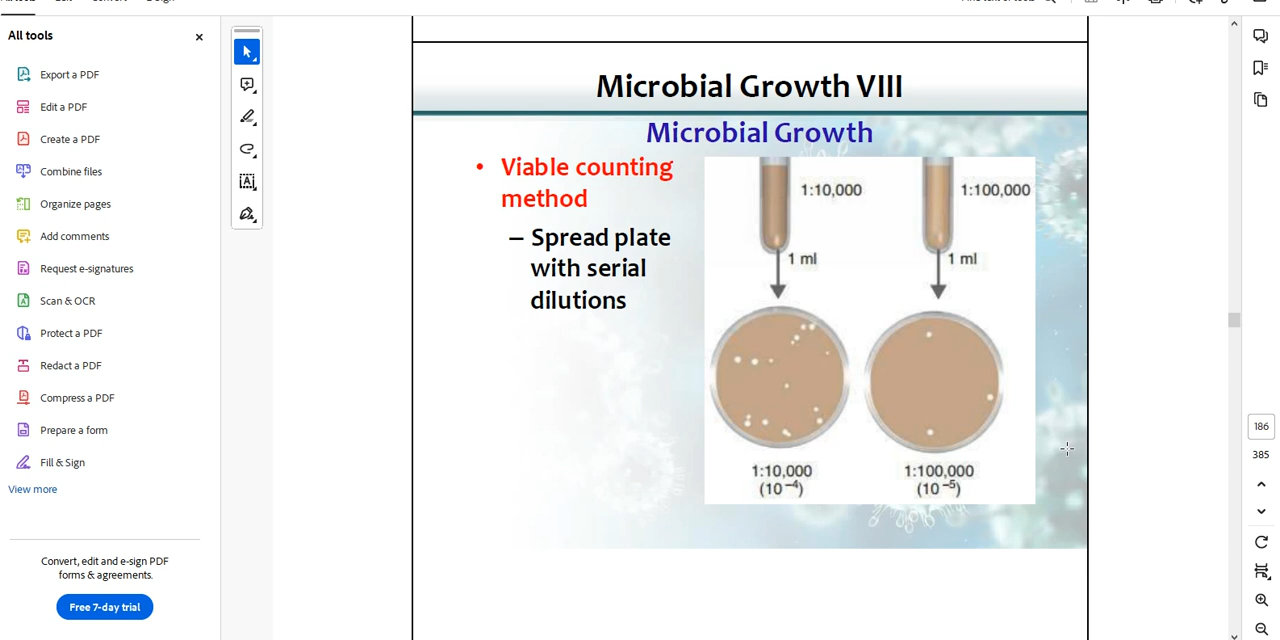 All tools
Export a PDF
Edit a PDF
Create a PDF
Combine files
Organize pages
Add comments
Request e-signatures
Scan & OCR
Protect a PDF
Redact a PDF
Compress a PDF
Prepare a form
Fill & Sign
View more
Convert, edit and e-sign PDF
forms & agreements.
Free 7-day trial
Microbial Growth VIII
Microbial Growth
• Viable counting
method
– Spread plate
with serial
dilutions
1:10,000
1:100,000
1 ml
1 ml
1:10,000
(10⁻⁴)
1:100,000
(10⁻⁵)
186
385